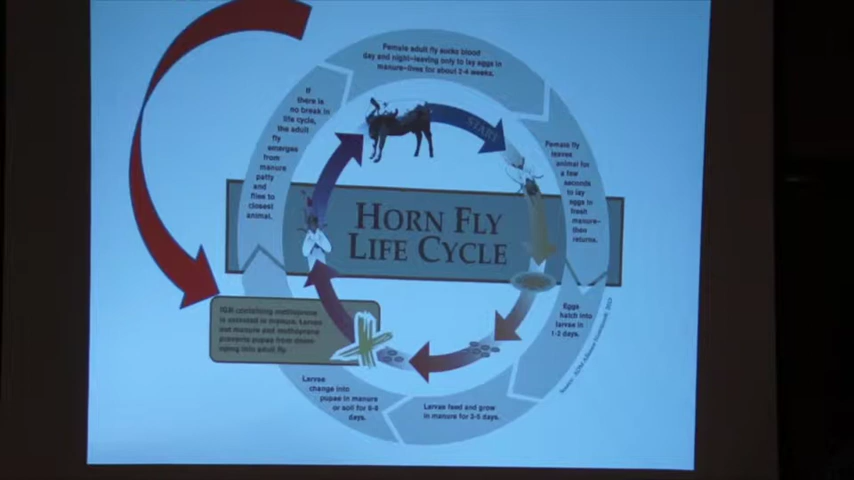 Female adult fly sucks blood
day and night–leaving only to lay eggs in
manure–lives for about 2-4 weeks.
START
Female fly
leaves
animal for
a few
seconds
to lay
eggs in
fresh
manure–
then
returns.
Eggs
hatch into
larvae in
1-2 days.
Larvae feed and grow
in manure for 3-5 days.
Larvae
change into
pupae in manure
or soil for 6-8
days.
If
there is
no break in
life cycle,
the adult
fly
emerges
from
manure
patty
and
flies to
closest
animal.
HORN FLY
LIFE CYCLE
IGR containing methoprene
is excreted in manure. Larvae
eat manure and methoprene
prevents pupae from
into adult fly.
Source: